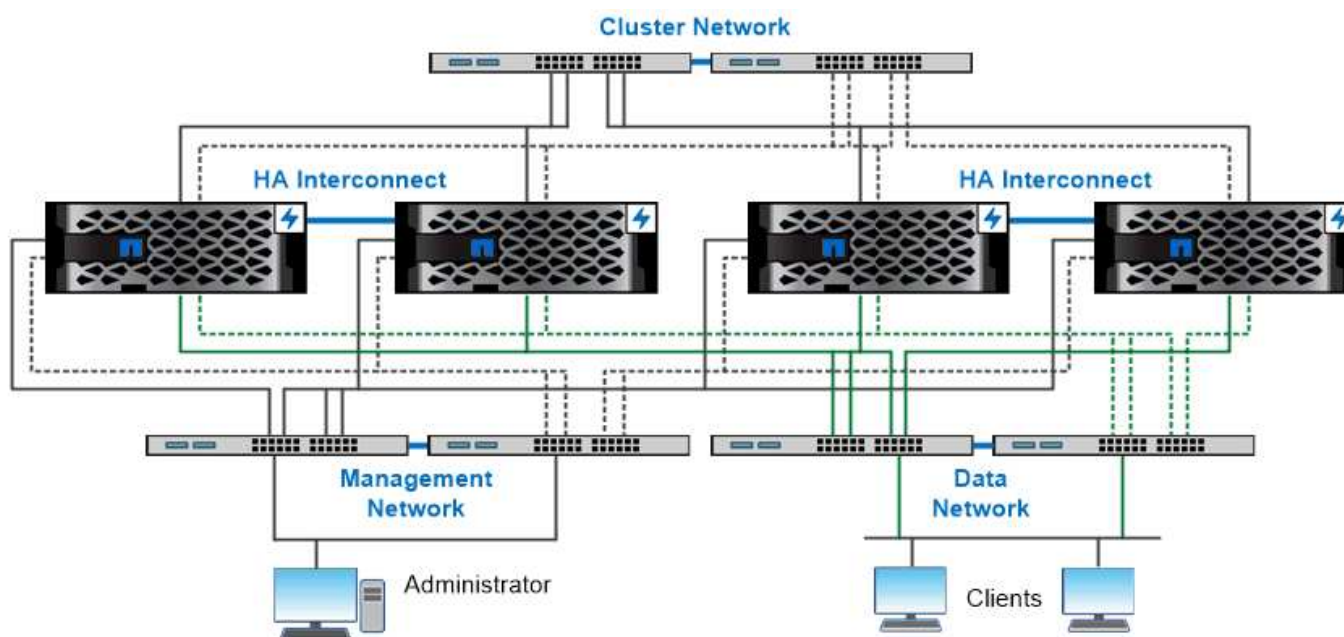 Cluster Network
HA Interconnect
HA Interconnect
Management
Network
Data
Network
Administrator
Clients